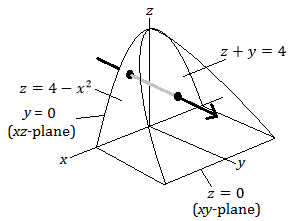 z
z + y = 4
z = 4 − x²
y = 0
(xz-plane)
x
y
z = 0
(xy-plane)